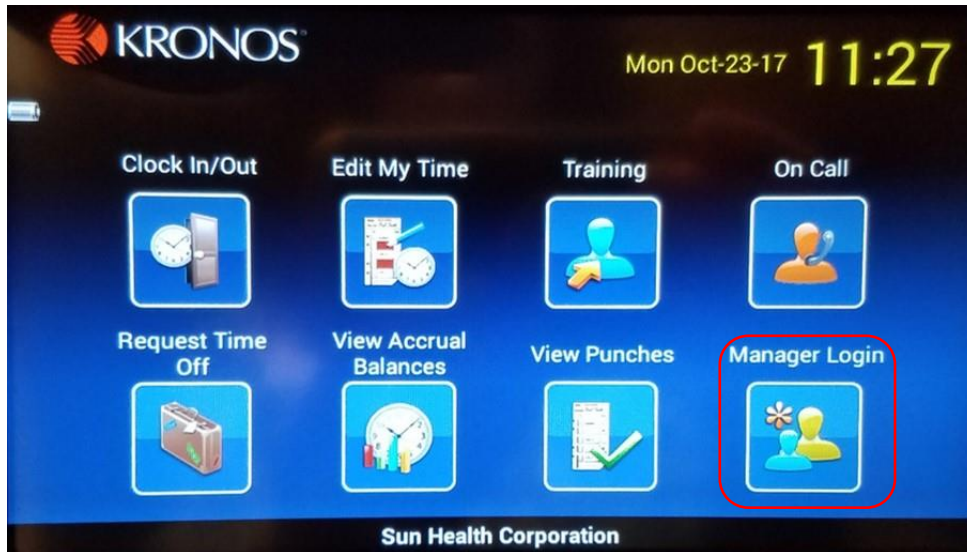 KRONOS
Mon Oct-23-17 11:27
Clock In/Out
Edit My Time
Training
On Call
Request Time
Off
View Accrual
Balances
View Punches
Manager Login
Sun Health Corporation